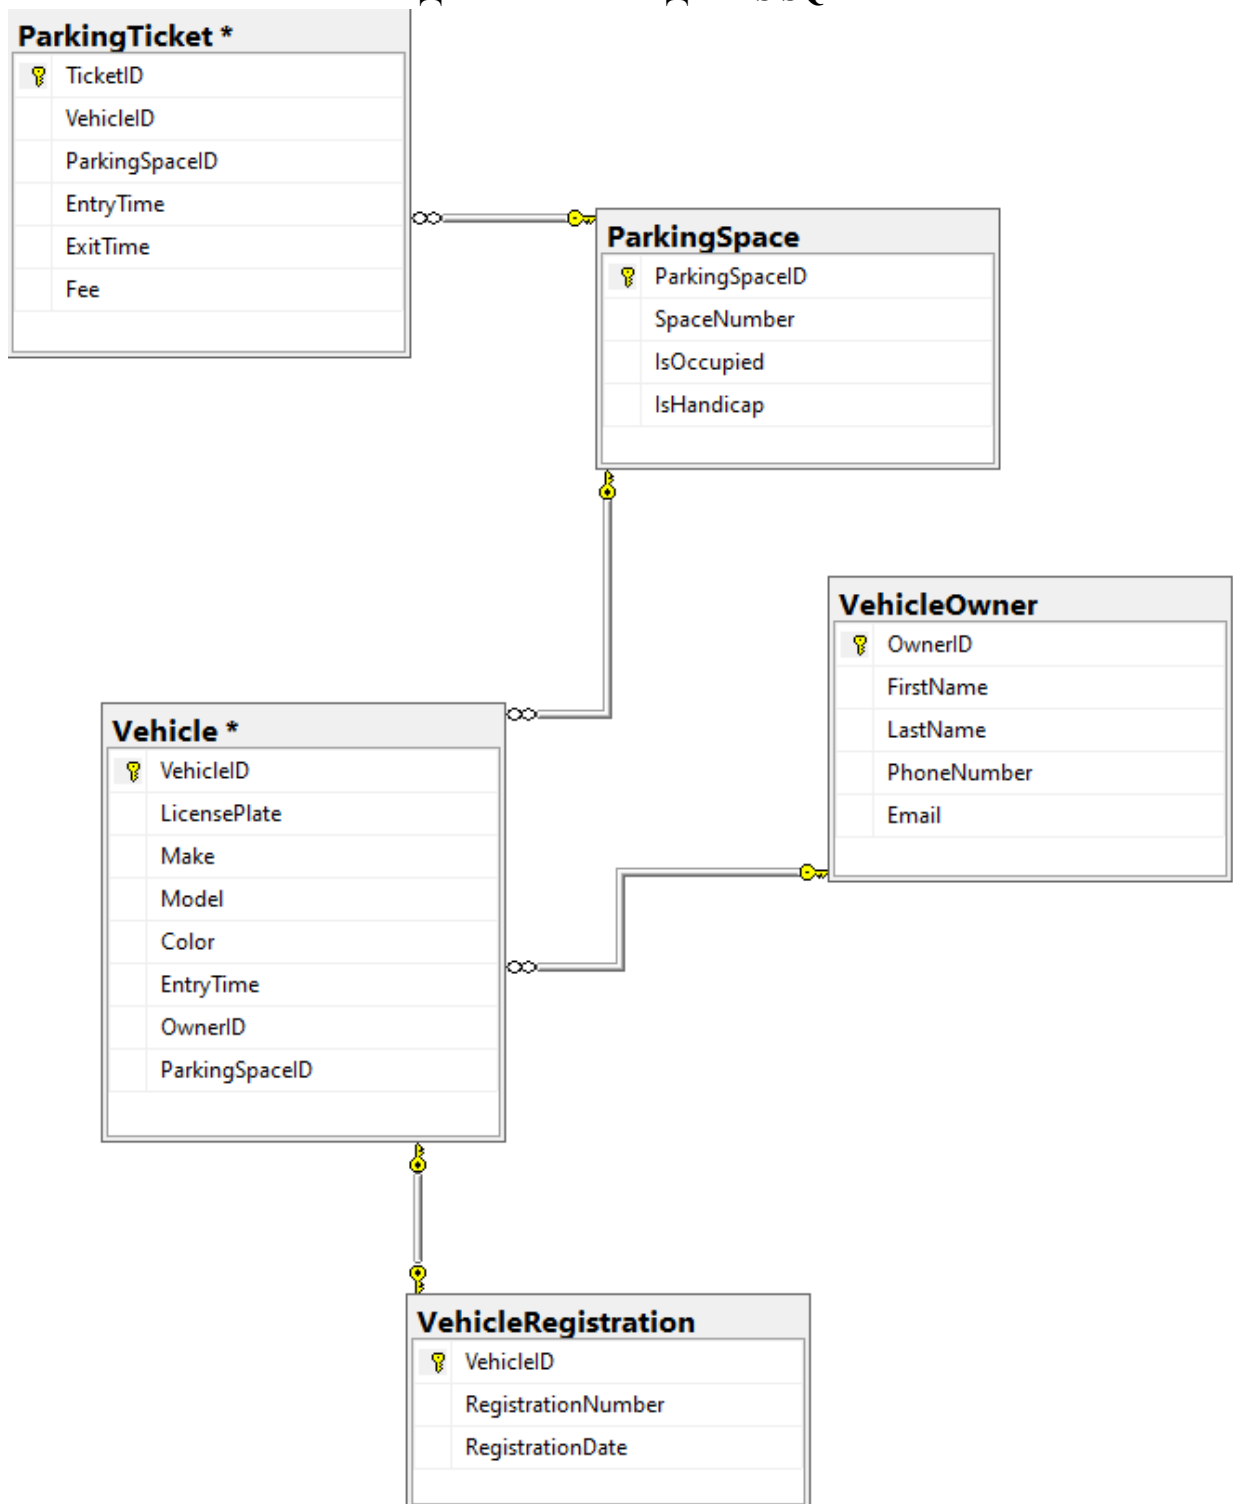 ParkingTicket *
TicketID
VehicleID
ParkingSpaceID
EntryTime
ExitTime
Fee
ParkingSpace
ParkingSpaceID
SpaceNumber
IsOccupied
IsHandicap
VehicleOwner
OwnerID
FirstName
LastName
PhoneNumber
Email
Vehicle *
VehicleID
LicensePlate
Make
Model
Color
EntryTime
OwnerID
ParkingSpaceID
VehicleRegistration
VehicleID
RegistrationNumber
RegistrationDate